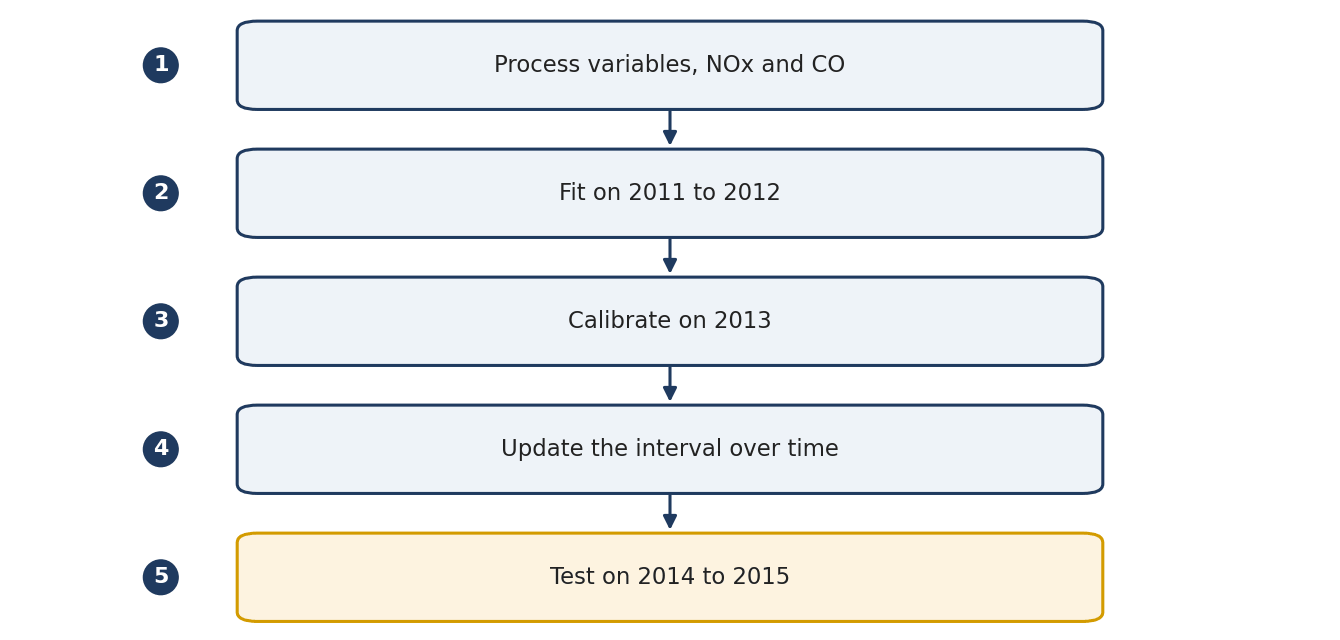 1
Process variables, NOx and CO
2
Fit on 2011 to 2012
3
Calibrate on 2013
4
Update the interval over time
5
Test on 2014 to 2015